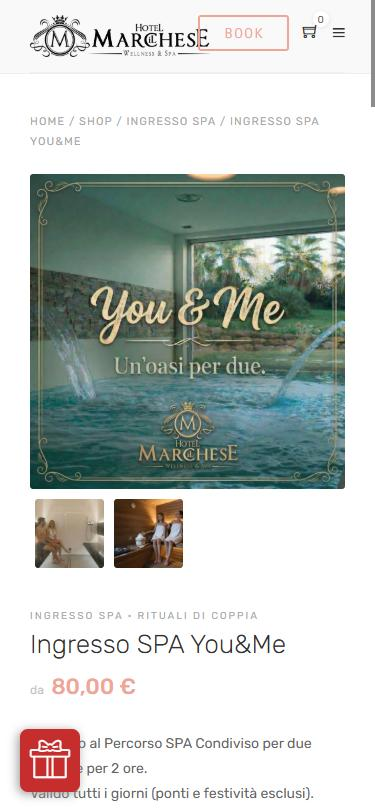 HOTEL
IL
MARCHESE
WELLNESS & SPA
BOOK
0
HOME / SHOP / INGRESSO SPA / INGRESSO SPA
YOU&ME
You & Me
Un'oasi per due.
HOTEL
IL
MARCHESE
WELLNESS & SPA
INGRESSO SPA • RITUALI DI COPPIA
Ingresso SPA You&Me
da 80,00 €
al Percorso SPA Condiviso per due
per 2 ore.
Valido tutti i giorni (ponti e festività esclusi).